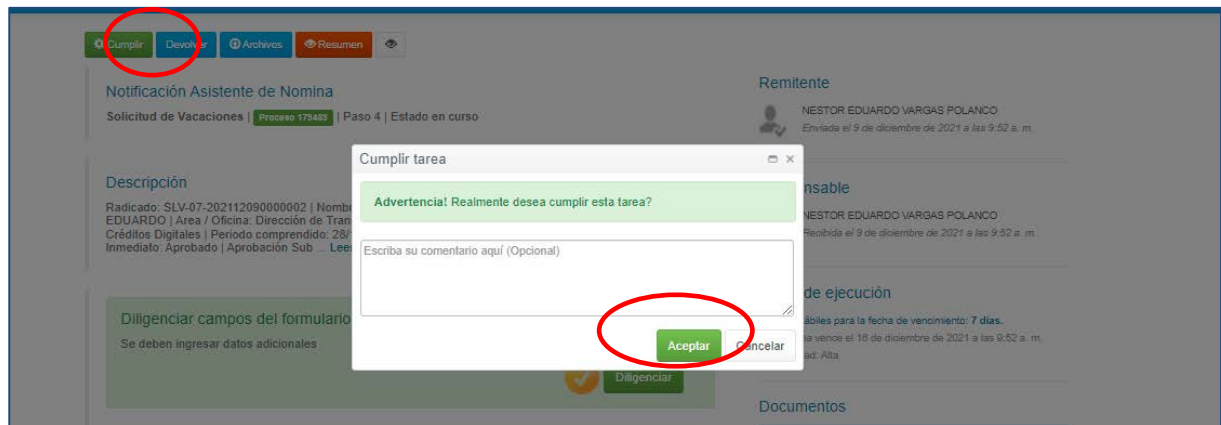 Cumplir Devolver Archivos Resumen
Notificación Asistente de Nomina
Solicitud de Vacaciones | Proceso 179483 | Paso 4 | Estado en curso
Descripción
Radicado: SLV-07-202112090000002 | Nombr
EDUARDO | Area / Oficina: Dirección de Tran
Créditos Digitales | Periodo comprendido: 28/
Inmediato: Aprobado | Aprobación Sub ... Lee
Diligenciar campos del formulario
Se deben ingresar datos adicionales
Diligenciar
Cumplir tarea
Advertencia! Realmente desea cumplir esta tarea?
Escriba su comentario aquí (Opcional)
Aceptar Cancelar
Remitente
NESTOR EDUARDO VARGAS POLANCO
Enviada el 9 de diciembre de 2021 a las 9:52 a. m.
nsable
NESTOR EDUARDO VARGAS POLANCO
Recibida el 9 de diciembre de 2021 a las 9:52 a. m.
de ejecución
ábiles para la fecha de vencimiento: 7 días.
a vence el 18 de diciembre de 2021 a las 9:52 a. m.
ad: Alta
Documentos